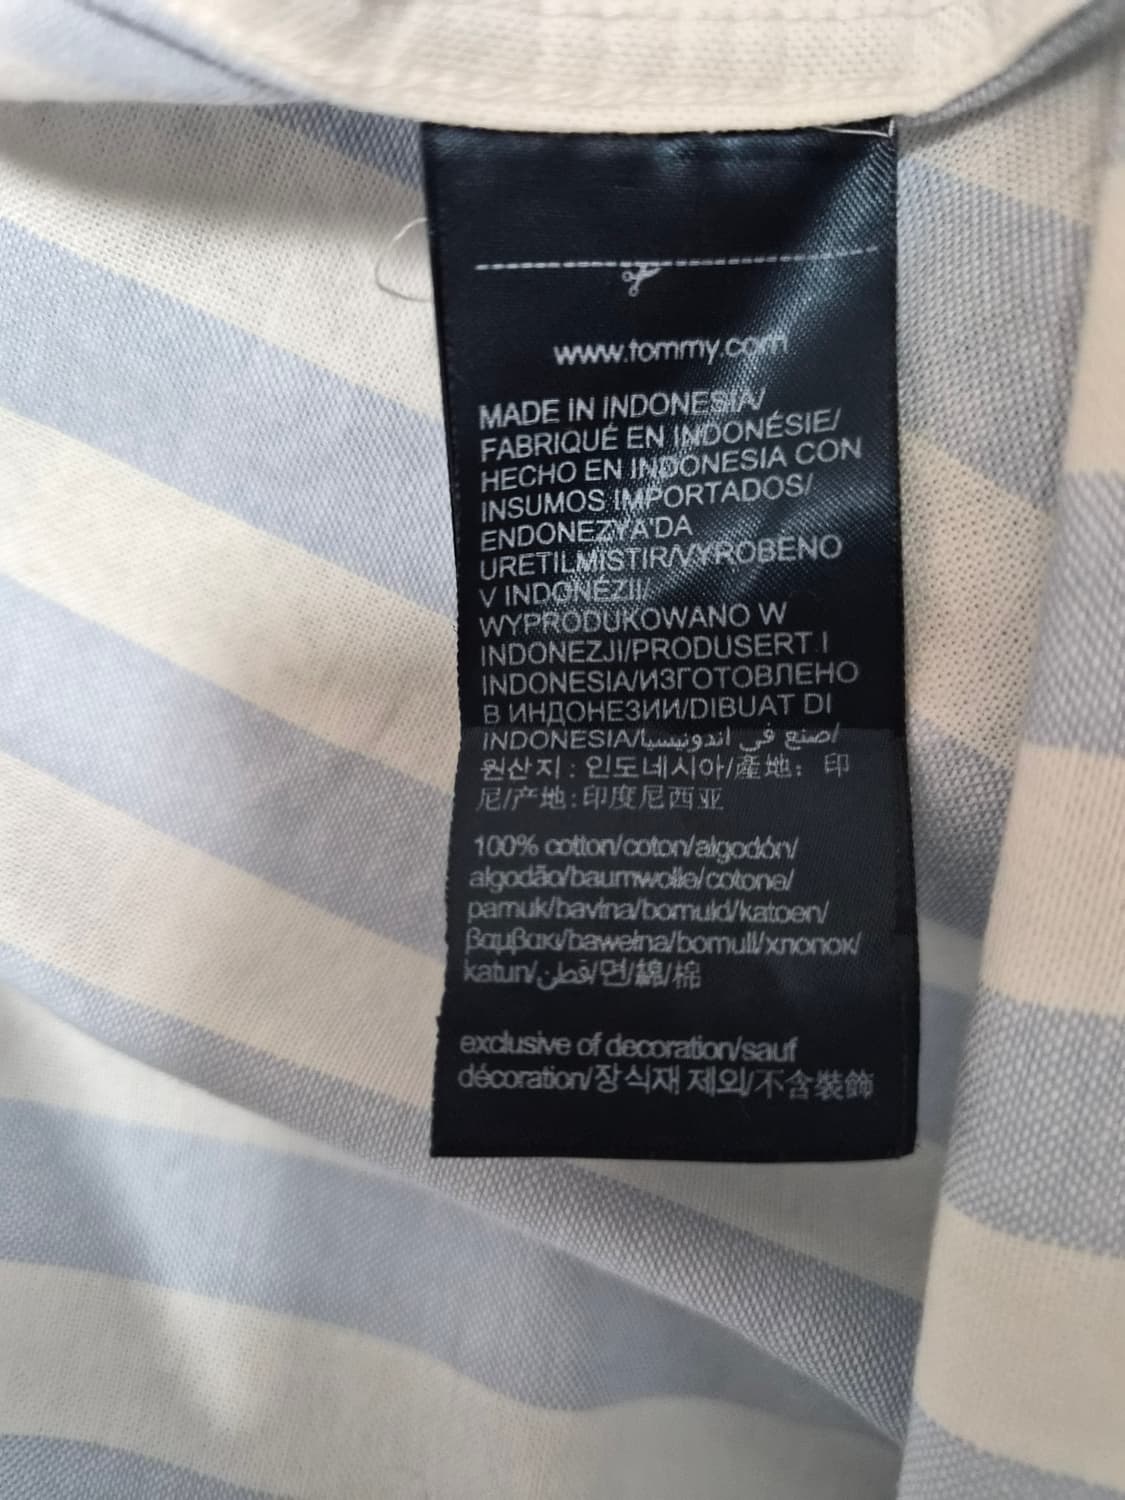 www.tommy.com
MADE IN INDONESIA/
FABRIQUÉ EN INDONÉSIE/
HECHO EN INDONESIA CON
INSUMOS IMPORTADOS/
ENDONEZYA'DA
URETILMISTIR/VYROBENO
V INDONÉZII/
WYPRODUKOWANO W
INDONEZJI/PRODUSERT I
INDONESIA/ИЗГОТОВЛЕНО
В ИНДОНЕЗИИ/DIBUAT DI
INDONESIA/صنع في اندونيسيا/
원산지: 인도네시아/產地: 印
尼/产地:印度尼西亚
100% cotton/coton/algodón/
algodão/baumwolle/cotone/
pamuk/bavlna/bomuld/katoen/
βαμβακι/bawełna/bomull/хлопок/
katun/قطن/면/綿/棉
exclusive of decoration/sauf
décoration/장식재 제외/不含裝飾